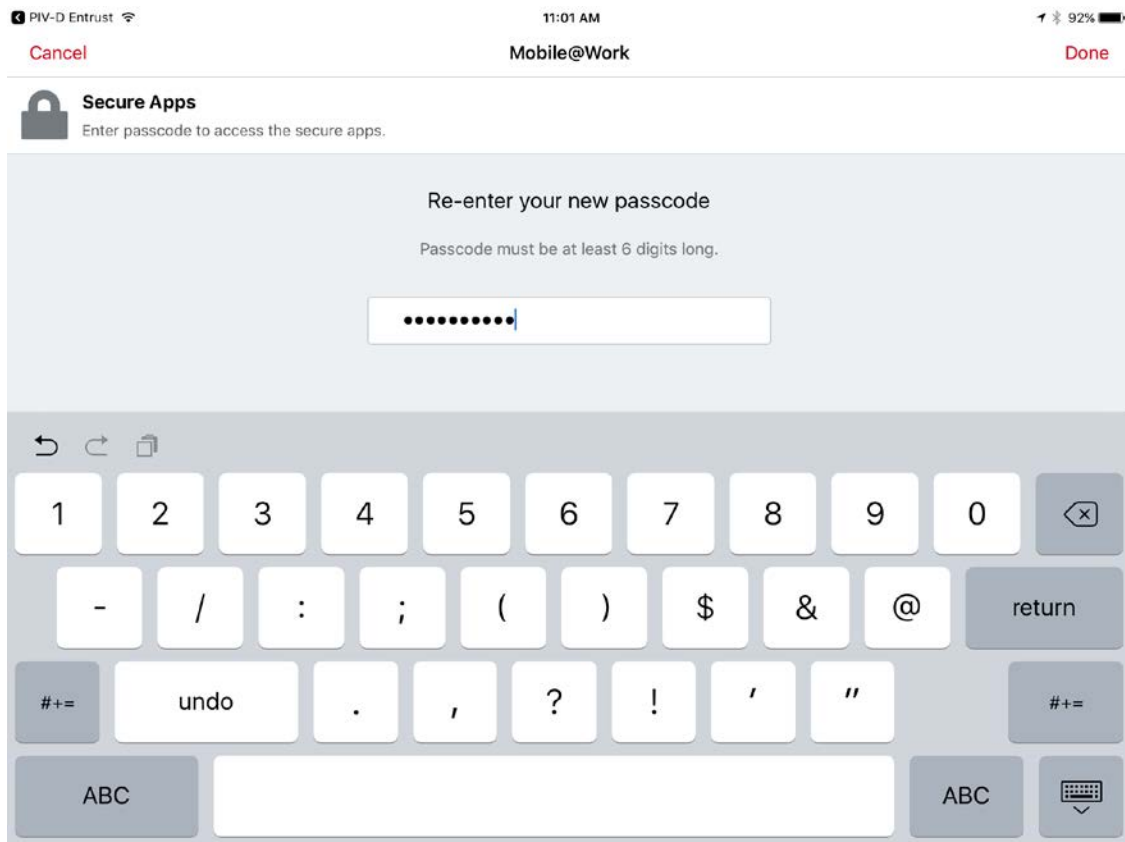 PIV-D Entrust 11:01 AM 92%
Cancel Mobile@Work Done
Secure Apps
Enter passcode to access the secure apps.
Re-enter your new passcode
Passcode must be at least 6 digits long.
••••••••••
1 2 3 4 5 6 7 8 9 0
- / : ; ( ) $ & @ return
#+= undo . , ? ! ' " #+=
ABC ABC